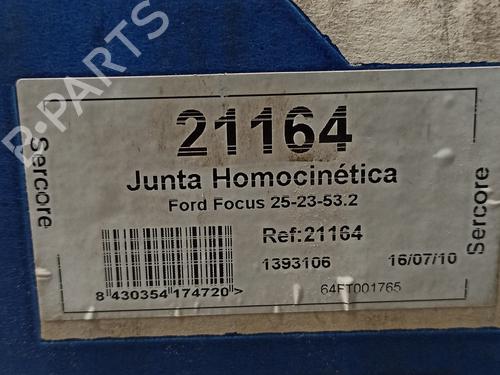 B-PARTS
21164
Junta Homocinética
Ford Focus 25-23-53.2
Sercore
Sercore
Ref:21164
1393106
16/07/10
8 430354 174720>
64FT001765